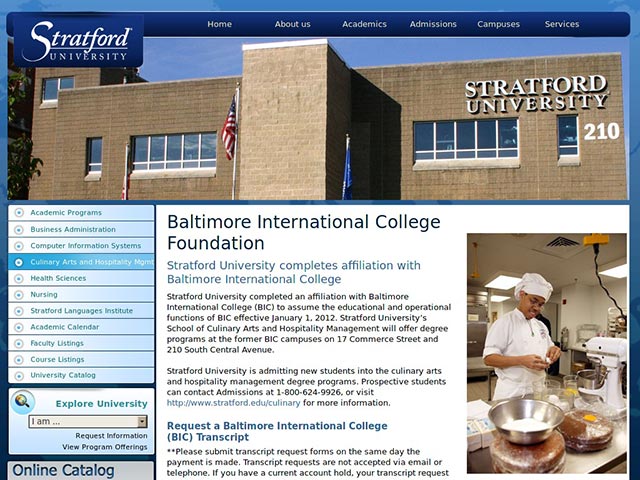 Stratford
UNIVERSITY
Home
About us
Academics
Admissions
Campuses
Services
STRATFORD
UNIVERSITY
210
Academic Programs
Business Administration
Computer Information Systems
Culinary Arts and Hospitality Mgmt
Health Sciences
Nursing
Stratford Languages Institute
Academic Calendar
Faculty Listings
Course Listings
University Catalog
Explore University
I am ...
Request Information
View Program Offerings
Online Catalog
Baltimore International College
Foundation
Stratford University completes affiliation with
Baltimore International College
Stratford University completed an affiliation with Baltimore
International College (BIC) to assume the educational and operational
functions of BIC effective January 1, 2012. Stratford University's
School of Culinary Arts and Hospitality Management will offer degree
programs at the former BIC campuses on 17 Commerce Street and
210 South Central Avenue.
Stratford University is admitting new students into the culinary arts
and hospitality management degree programs. Prospective students
can contact Admissions at 1-800-624-9926, or visit
http://www.stratford.edu/culinary for more information.
Request a Baltimore International College
(BIC) Transcript
**Please submit transcript request forms on the same day the
payment is made. Transcript requests are not accepted via email or
telephone. If you have a current account hold, your transcript request